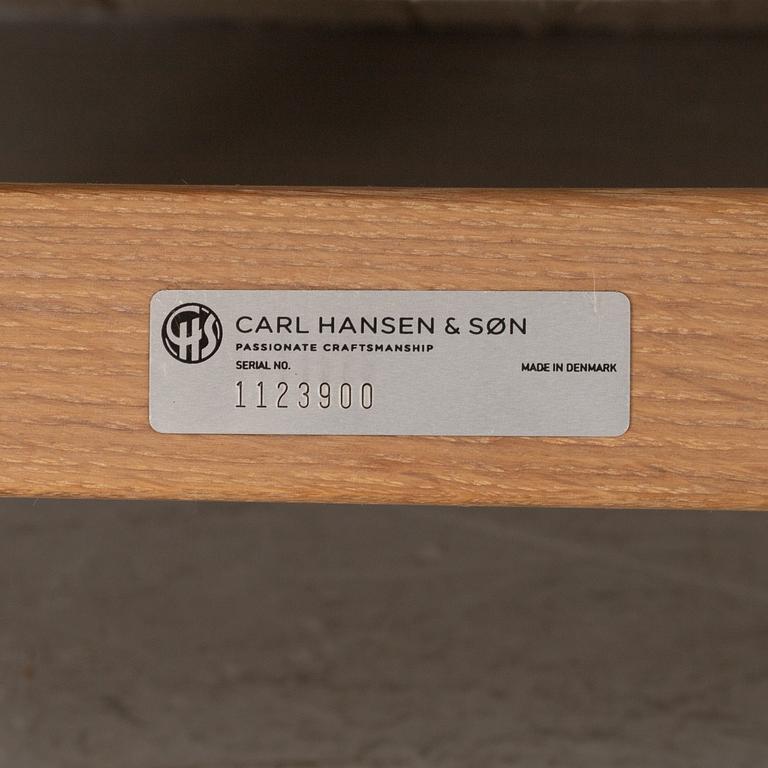 CHS
CARL HANSEN & SØN
PASSIONATE CRAFTSMANSHIP
SERIAL NO.
MADE IN DENMARK
1123900